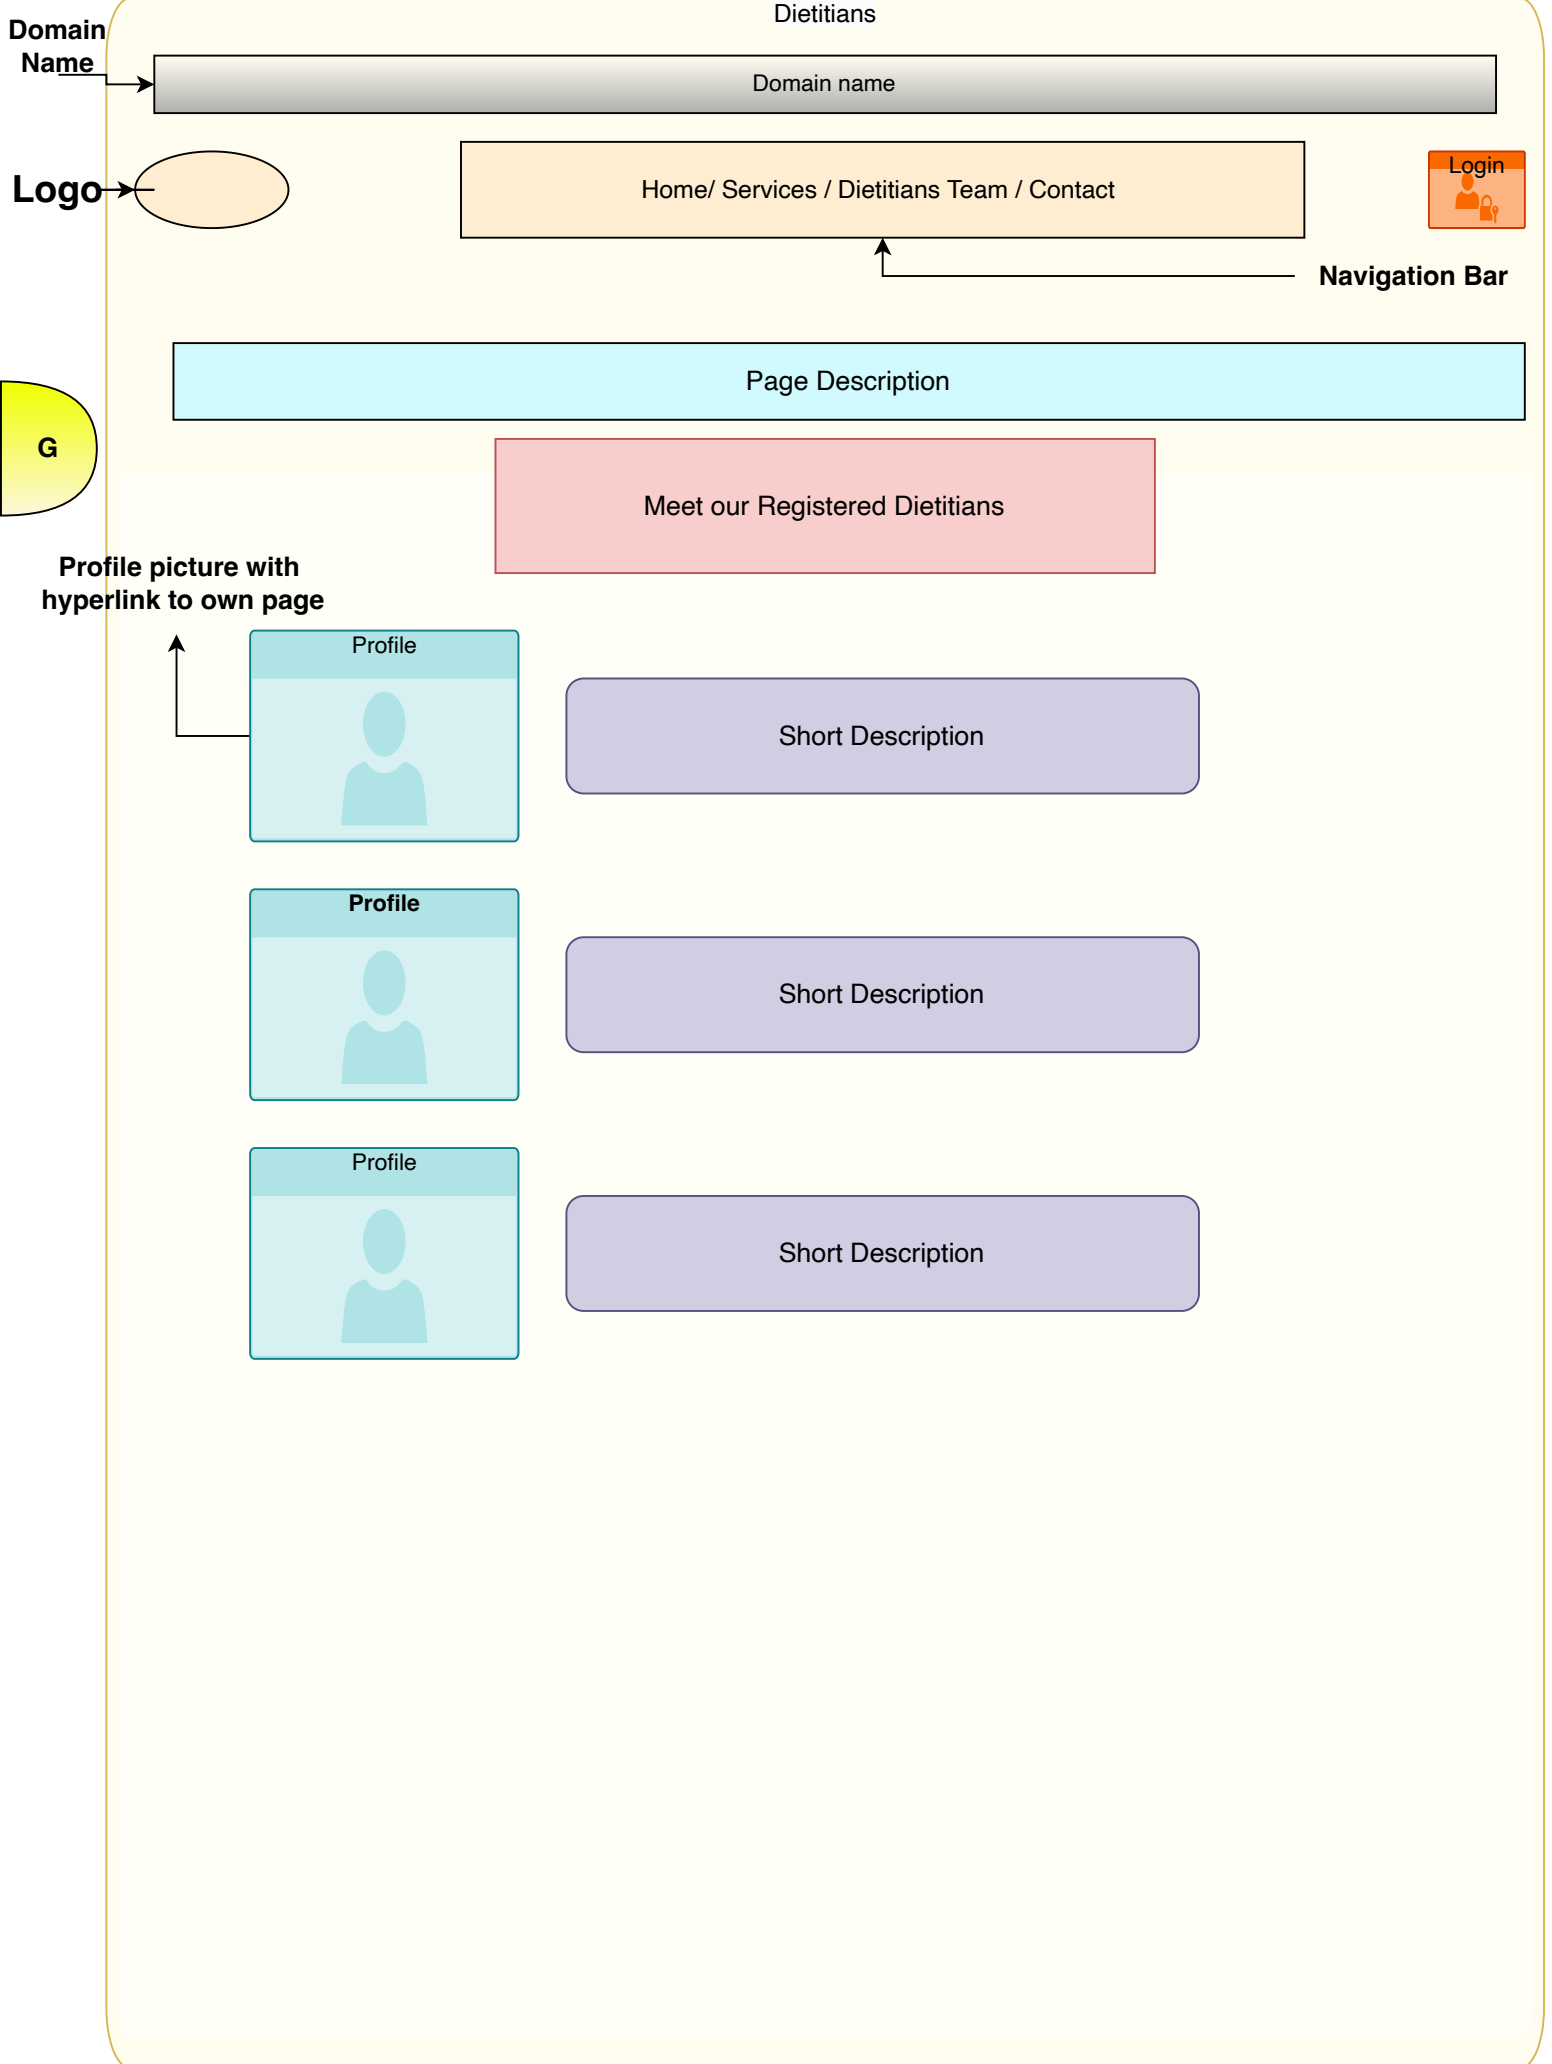 Dietitians
Domain
Name
Domain name
Logo
Home/ Services / Dietitians Team / Contact
Login
Navigation Bar
Page Description
G
Meet our Registered Dietitians
Profile picture with
hyperlink to own page
Profile
Short Description
Profile
Short Description
Profile
Short Description